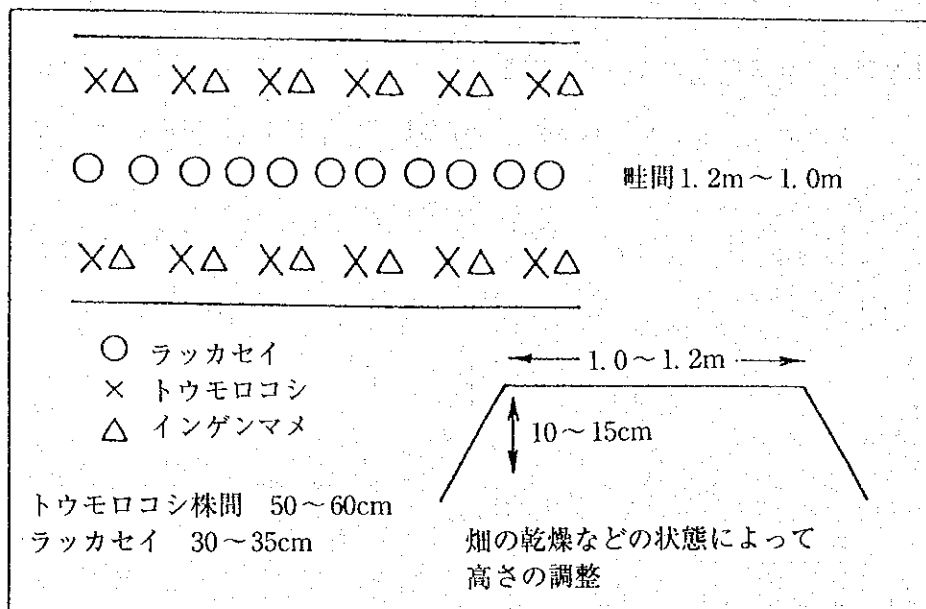 ×△ ×△ ×△ ×△ ×△ ×△
○ ○ ○ ○ ○ ○ ○ ○ ○ ○ ○
畦間1.2m～1.0m
×△ ×△ ×△ ×△ ×△ ×△
○ ラッカセイ
× トウモロコシ
△ インゲンマメ
1.0～1.2m
10～15cm
トウモロコシ株間 50～60cm
ラッカセイ 30～35cm
畑の乾燥などの状態によって
高さの調整